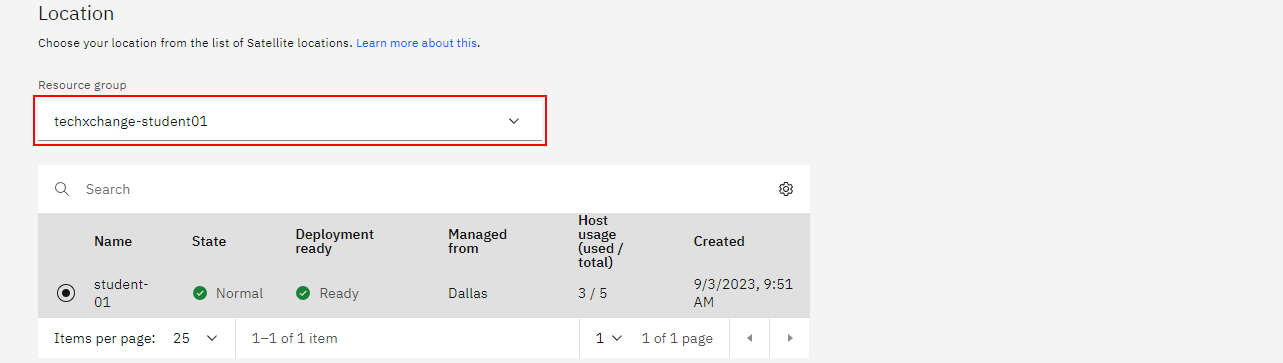 Location
Choose your location from the list of Satellite locations. Learn more about this.
Resource group
techxchange-student01
Search
Name State Deployment ready Managed from Host usage (used / total) Created
student-01 Normal Ready Dallas 3 / 5 9/3/2023, 9:51 AM
Items per page: 25 1–1 of 1 item 1 1 of 1 page